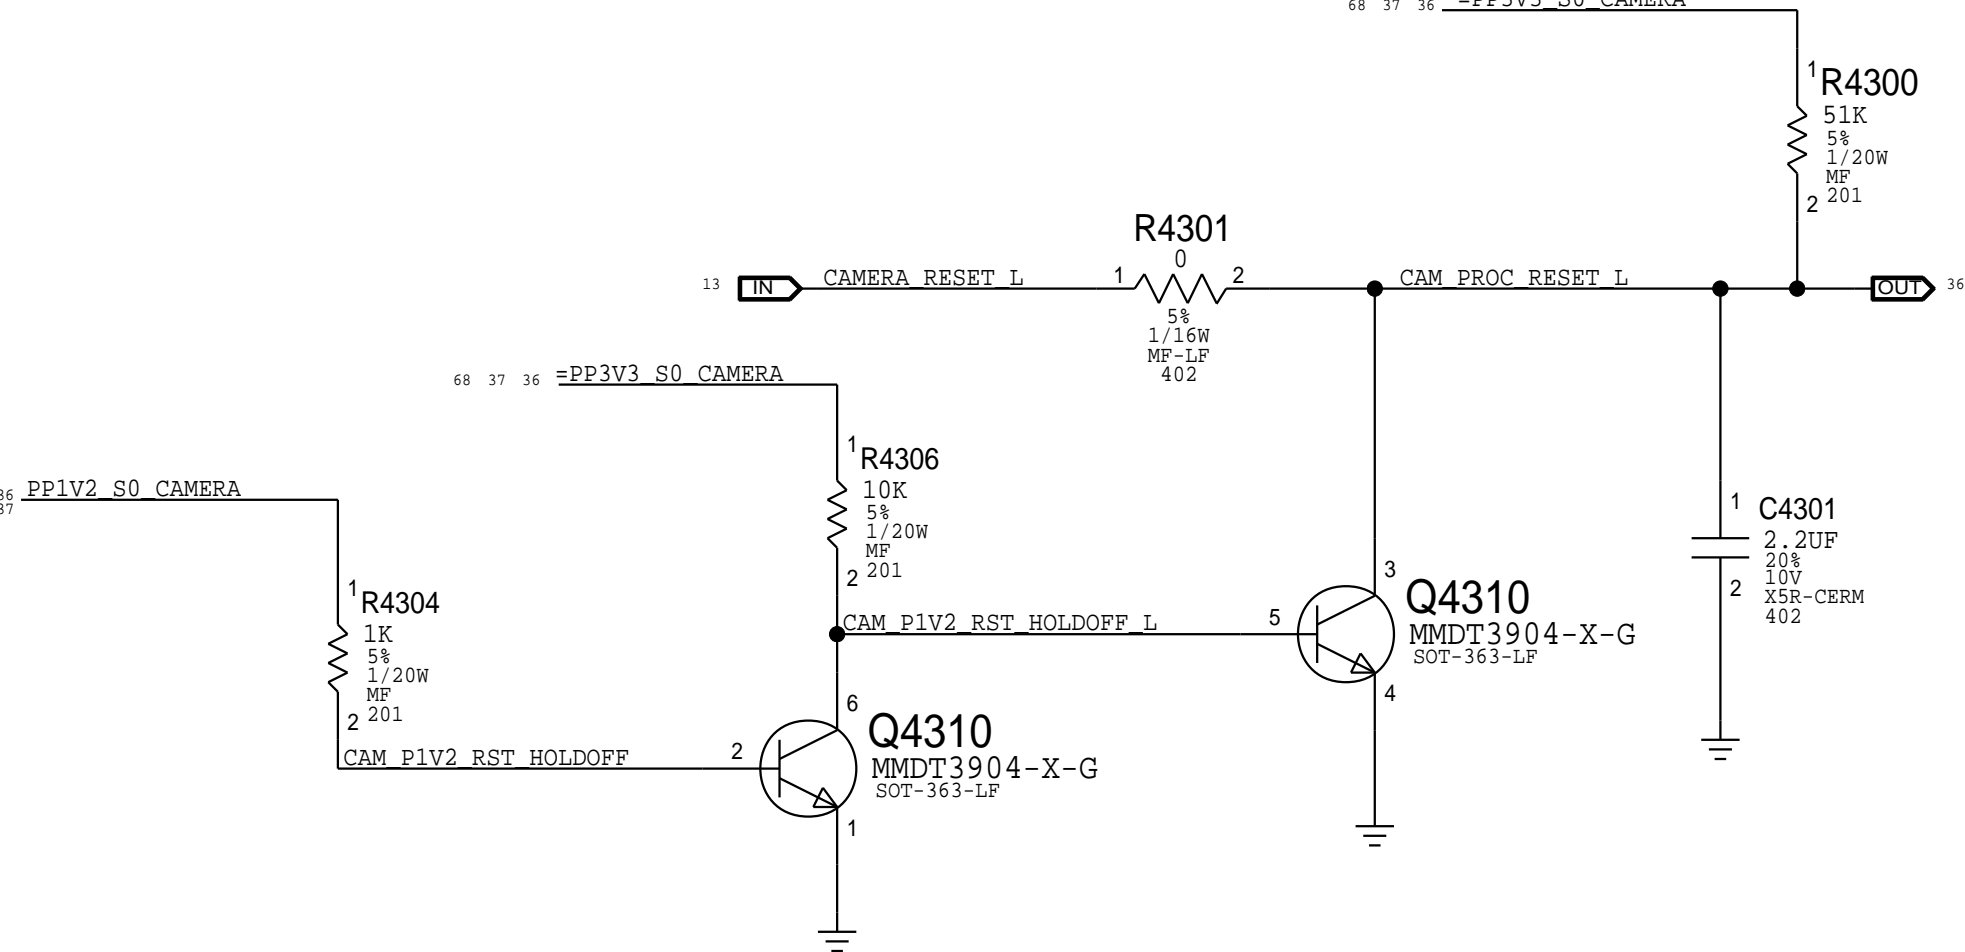 68 37 36 =PP3V3_S0_CAMERA
1
R4300
51K
5%
1/20W
MF
201
2
R4301
0
13 IN CAMERA_RESET_L 1 2 CAM_PROC_RESET_L OUT 36
5%
1/16W
MF-LF
402
68 37 36 =PP3V3_S0_CAMERA
1
R4306
10K
5%
1/20W
MF
201
2
36 PP1V2_S0_CAMERA
37
1
R4304
1K
5%
1/20W
MF
201
2
1
C4301
2.2UF
20%
10V
X5R-CERM
402
2
3
Q4310
MMDT3904-X-G
SOT-363-LF
CAM_P1V2_RST_HOLDOFF_L 5
4
6
Q4310
MMDT3904-X-G
SOT-363-LF
CAM_P1V2_RST_HOLDOFF 2
1